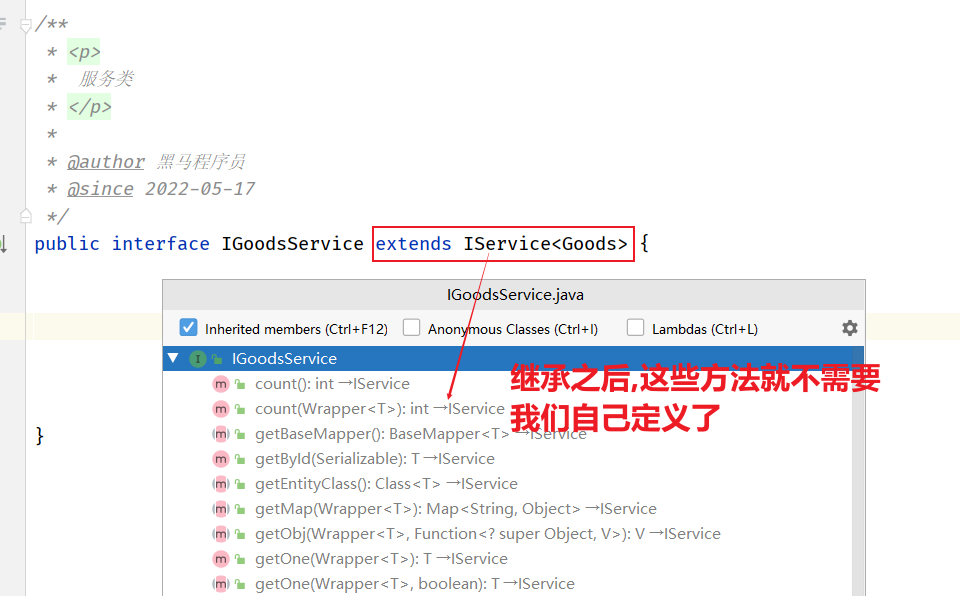 /**
* <p>
* 服务类
* </p>
*
* @author 黑马程序员
* @since 2022-05-17
*/
public interface IGoodsService extends IService<Goods> {
IGoodsService.java
Inherited members (Ctrl+F12) Anonymous Classes (Ctrl+I) Lambdas (Ctrl+L)
I IGoodsService
m count(): int →IService
m count(Wrapper<T>): int →IService
m getBaseMapper(): BaseMapper<T> →IService
m getById(Serializable): T →IService
m getEntityClass(): Class<T> →IService
m getMap(Wrapper<T>): Map<String, Object> →IService
m getObj(Wrapper<T>, Function<? super Object, V>): V →IService
m getOne(Wrapper<T>): T →IService
m getOne(Wrapper<T>, boolean): T →IService
继承之后,这些方法就不需要
我们自己定义了
}